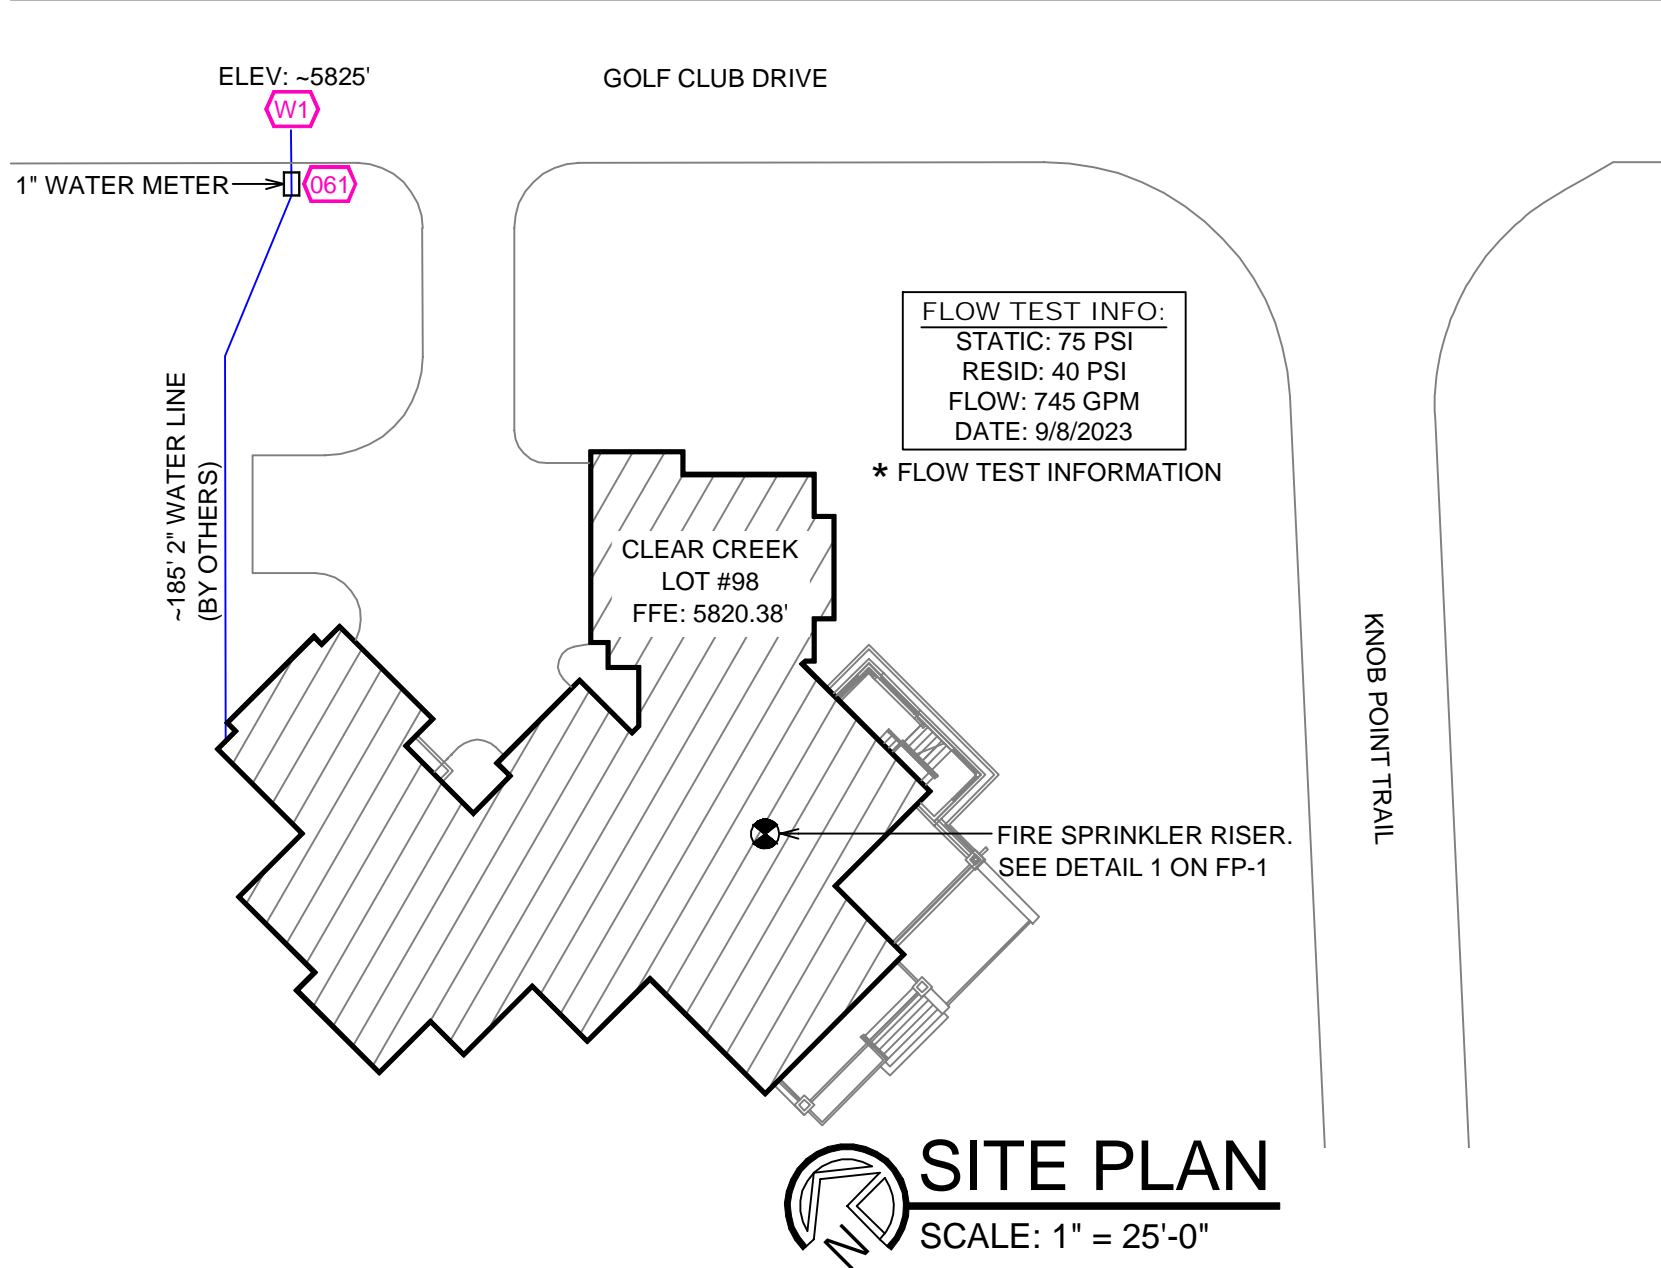 ELEV: ~5825'
GOLF CLUB DRIVE
W1
1" WATER METER
061
FLOW TEST INFO:
STATIC: 75 PSI
RESID: 40 PSI
FLOW: 745 GPM
DATE: 9/8/2023
* FLOW TEST INFORMATION
~185' 2" WATER LINE
(BY OTHERS)
CLEAR CREEK
LOT #98
FFE: 5820.38'
KNOB POINT TRAIL
FIRE SPRINKLER RISER.
SEE DETAIL 1 ON FP-1
SITE PLAN
SCALE: 1" = 25'-0"
N